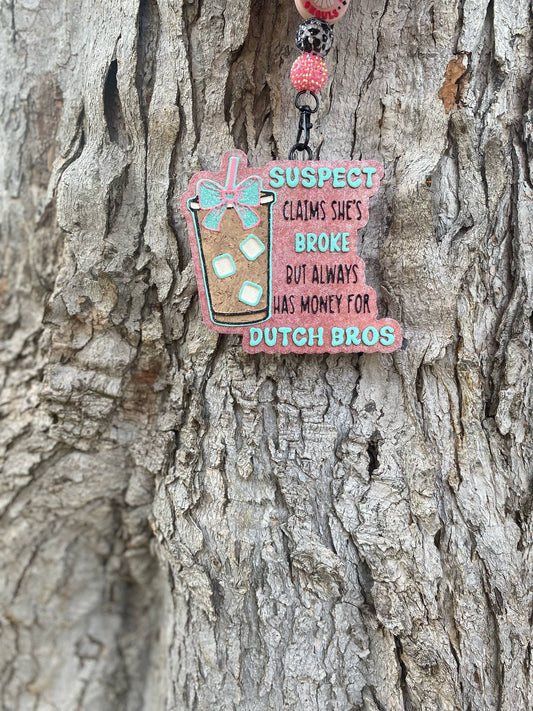 SUSPECT
CLAIMS SHE'S
BROKE
BUT ALWAYS
HAS MONEY FOR
DUTCH BROS